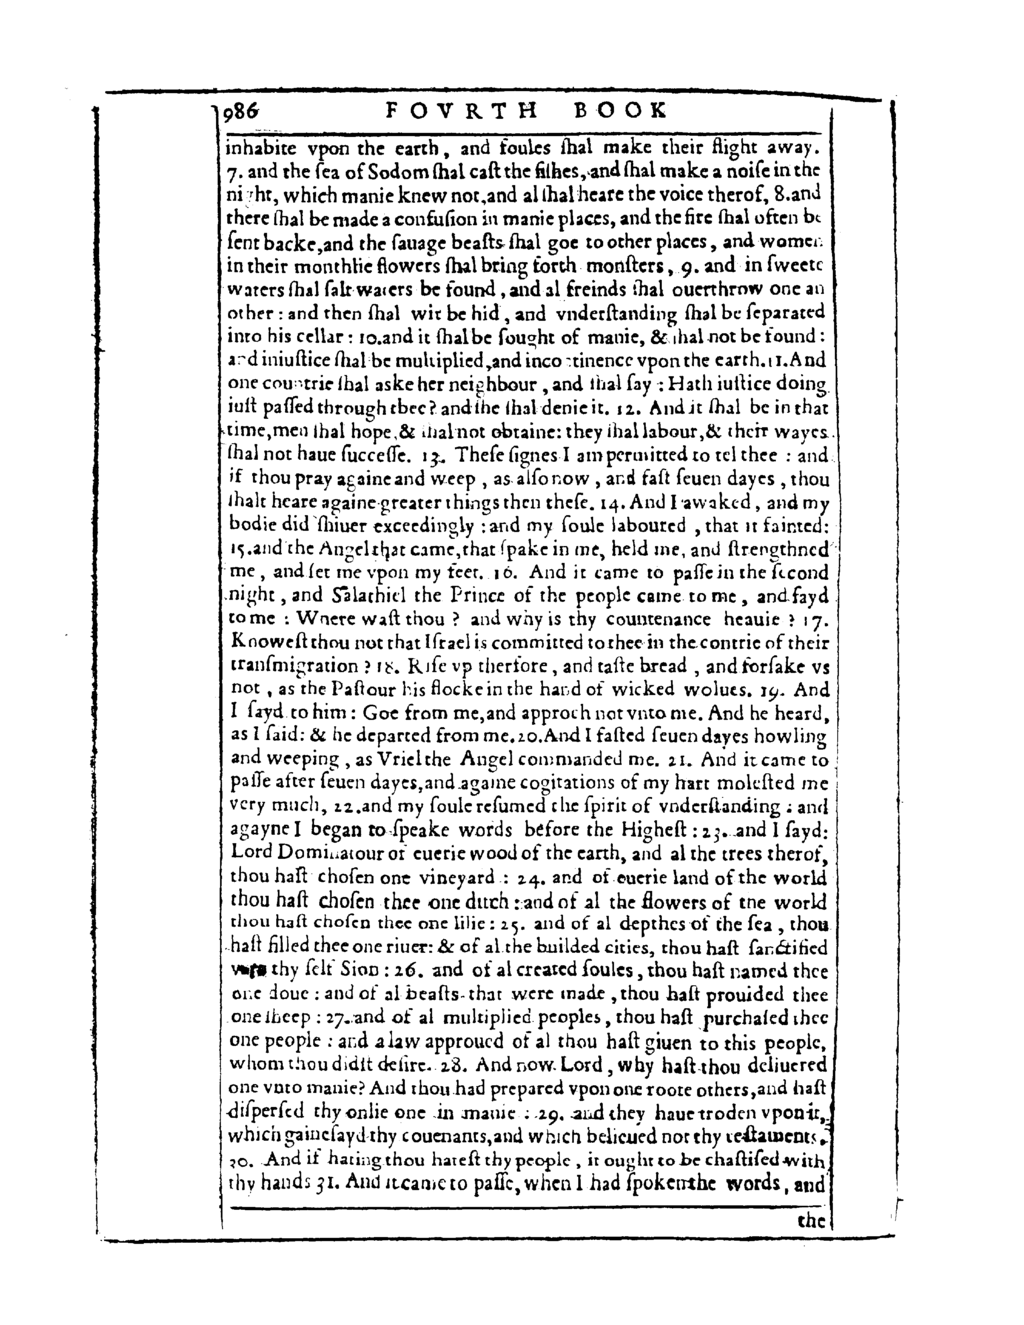 986 FOVRTH BOOK
inhabite vpon the earth, and foules ſhal make their flight away.
7. and the ſea of Sodom ſhal caſt the fiſhes, and ſhal make a noiſe in the
night, which manie knew not, and al ſhal heare the voice therof, 8. and
there ſhal be made a confuſion in manie places, and the fire ſhal often be
ſent backe, and the ſauage beaſts ſhal goe to other places, and women
in their monthlie flowers ſhal bring forth monſters, 9. and in ſweete
waters ſhal ſalt waters be found, and al freinds ſhal ouerthrow one an
other: and then ſhal wit be hid, and vnderſtanding ſhal be ſeparated
into his cellar: 10. and it ſhal be ſought of manie, & ſhal not be found:
and iniuſtice ſhal be multiplied, and incontinence vpon the earth. 11. And
one countrie ſhal aske her neighbour, and ſhal ſay: Hath iuſtice doing
iuſt paſſed through thee? and ſhe ſhal denie it. 12. And it ſhal be in that
time, men ſhal hope, & ſhal not obtaine: they ſhal labour, & their wayes
ſhal not haue ſucceſſe. 13. Theſe ſignes I am permitted to tel thee: and
if thou pray againe and weep, as alſo now, and faſt ſeuen dayes, thou
ſhalt heare againe greater things then theſe. 14. And I awaked, and my
bodie did ſhiuer exceedingly: and my ſoule laboured, that it fainted:
15. and the Angel that came, that ſpake in me, held me, and ſtrengthned
me, and ſet me vpon my feet. 16. And it came to paſſe in the ſecond
night, and Salathiel the Prince of the people came to me, and ſayd
to me: Where waſt thou? and why is thy countenance heauie? 17.
Knoweſt thou not that Iſrael is committed to thee in the contrie of their
tranſmigration? 18. Riſe vp therfore, and taſte bread, and forſake vs
not, as the Paſtour his flocke in the hand of wicked wolues. 19. And
I ſayd to him: Goe from me, and approch not vnto me. And he heard,
as I ſaid: & he departed from me. 20. And I faſted ſeuen dayes howling
and weeping, as Vriel the Angel commanded me. 21. And it came to
paſſe after ſeuen dayes, and againe cogitations of my hart moleſted me
very much, 22. and my ſoule reſumed the ſpirit of vnderſtanding: and
agayne I began to ſpeake words before the Higheſt: 23. and I ſayd:
Lord Dominatour of euerie wood of the earth, and al the trees therof,
thou haſt choſen one vineyard: 24. and of euerie land of the world
thou haſt choſen thee one ditch: and of al the flowers of the world
thou haſt choſen thee one lilie: 25. and of al depthes of the ſea, thou
haſt filled thee one riuer: & of al the builded cities, thou haſt ſanctified
thy ſelf Sion: 26. and of al created foules, thou haſt named thee
one doue: and of al beaſts that were made, thou haſt prouided thee
one ſheep: 27. and of al multiplied peoples, thou haſt purchaſed thee
one people: and a law approued of al thou haſt giuen to this people,
whom thou didſt deſire. 28. And now Lord, why haſt thou deliuered
one vnto manie? And thou had prepared vpon one roote others, and haſt
diſperſed thy onlie one in manie: 29. and they haue troden vpon it,
which gaineſayd thy couenants, and which belieued not thy teſtaments.
30. And if hating thou hateſt thy people, it ought to be chaſtiſed with
thy hands 31. And it came to paſſe, when I had ſpoken the words, and
the